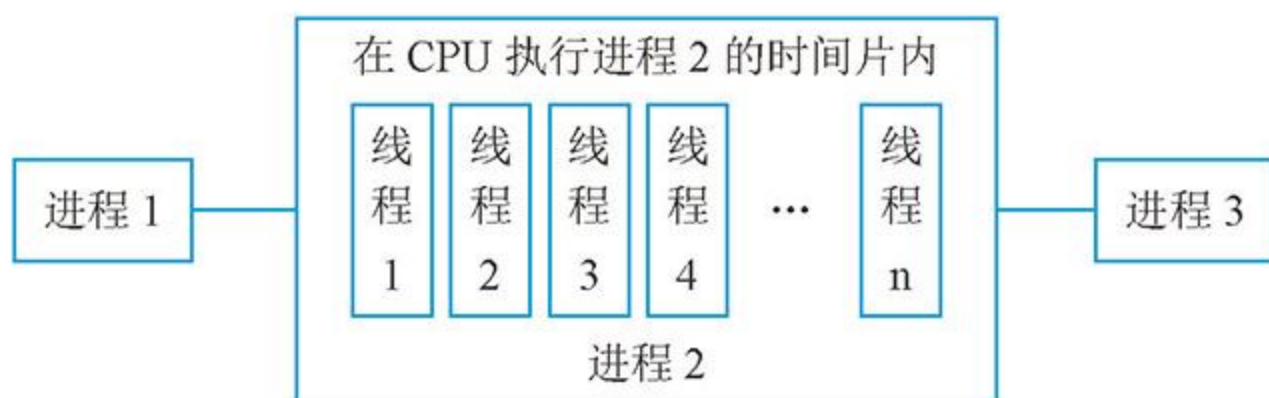 在 CPU 执行进程 2 的时间片内
进程 1
线程 1
线程 2
线程 3
线程 4
...
线程 n
进程 3
进程 2